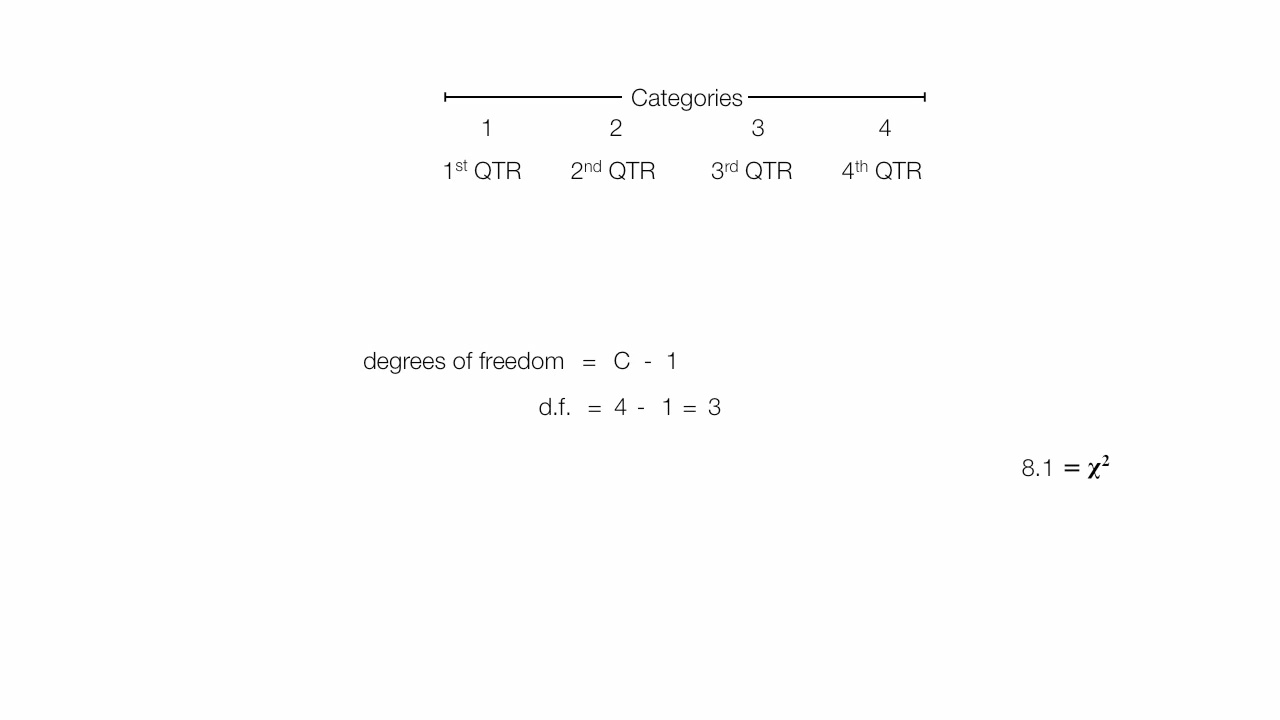 Categories
1 2 3 4
1st QTR 2nd QTR 3rd QTR 4th QTR
degrees of freedom = C - 1
d.f. = 4 - 1 = 3
8.1 = χ²